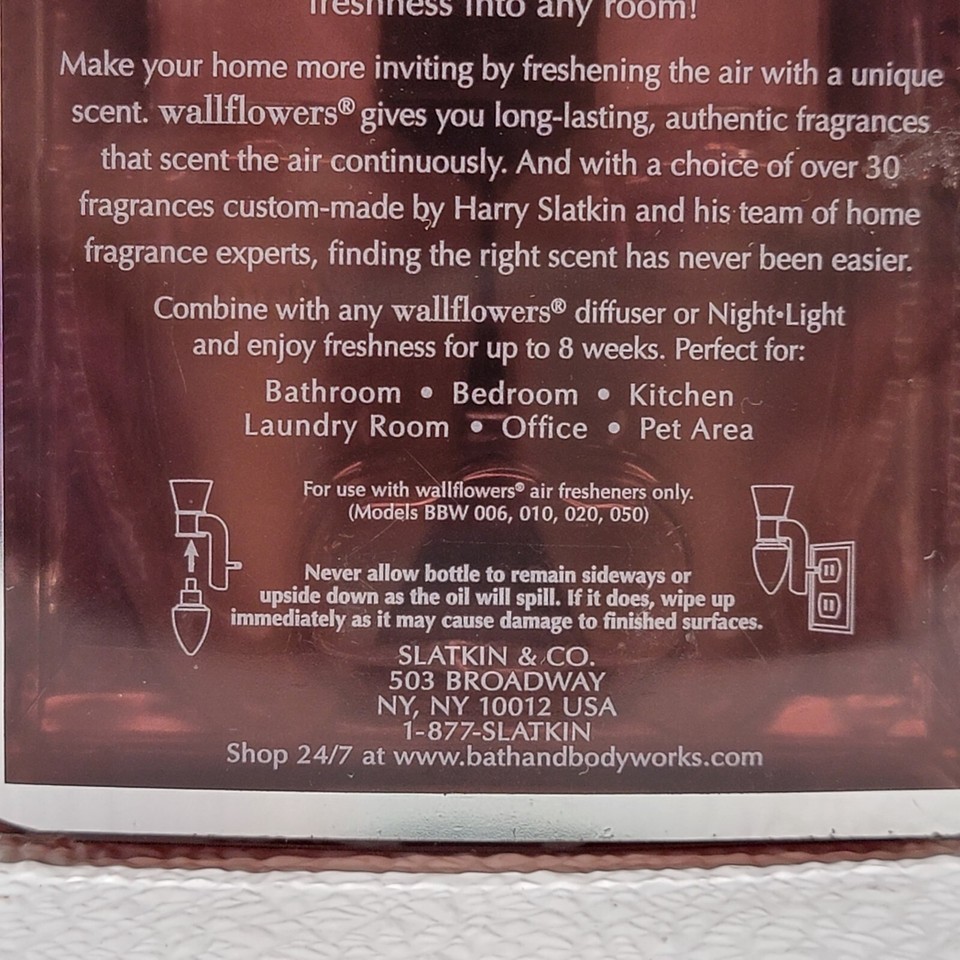 freshness into any room!
Make your home more inviting by freshening the air with a unique
scent. wallflowers® gives you long-lasting, authentic fragrances
that scent the air continuously. And with a choice of over 30
fragrances custom-made by Harry Slatkin and his team of home
fragrance experts, finding the right scent has never been easier.
Combine with any wallflowers® diffuser or Night•Light
and enjoy freshness for up to 8 weeks. Perfect for:
Bathroom • Bedroom • Kitchen
Laundry Room • Office • Pet Area
For use with wallflowers® air fresheners only.
(Models BBW 006, 010, 020, 050)
Never allow bottle to remain sideways or
upside down as the oil will spill. If it does, wipe up
immediately as it may cause damage to finished surfaces.
SLATKIN & CO.
503 BROADWAY
NY, NY 10012 USA
1-877-SLATKIN
Shop 24/7 at www.bathandbodyworks.com